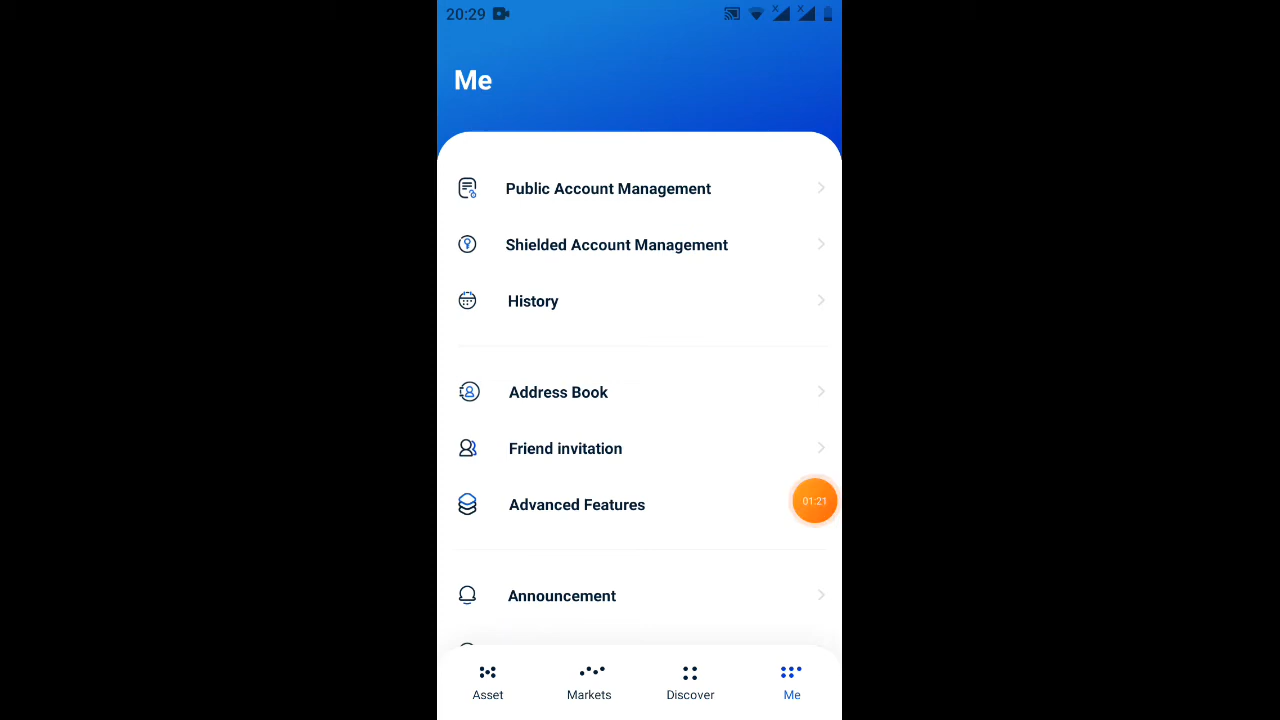 20:29
Me
Public Account Management
Shielded Account Management
History
Address Book
Friend invitation
Advanced Features
01:21
Announcement
Asset
Markets
Discover
Me